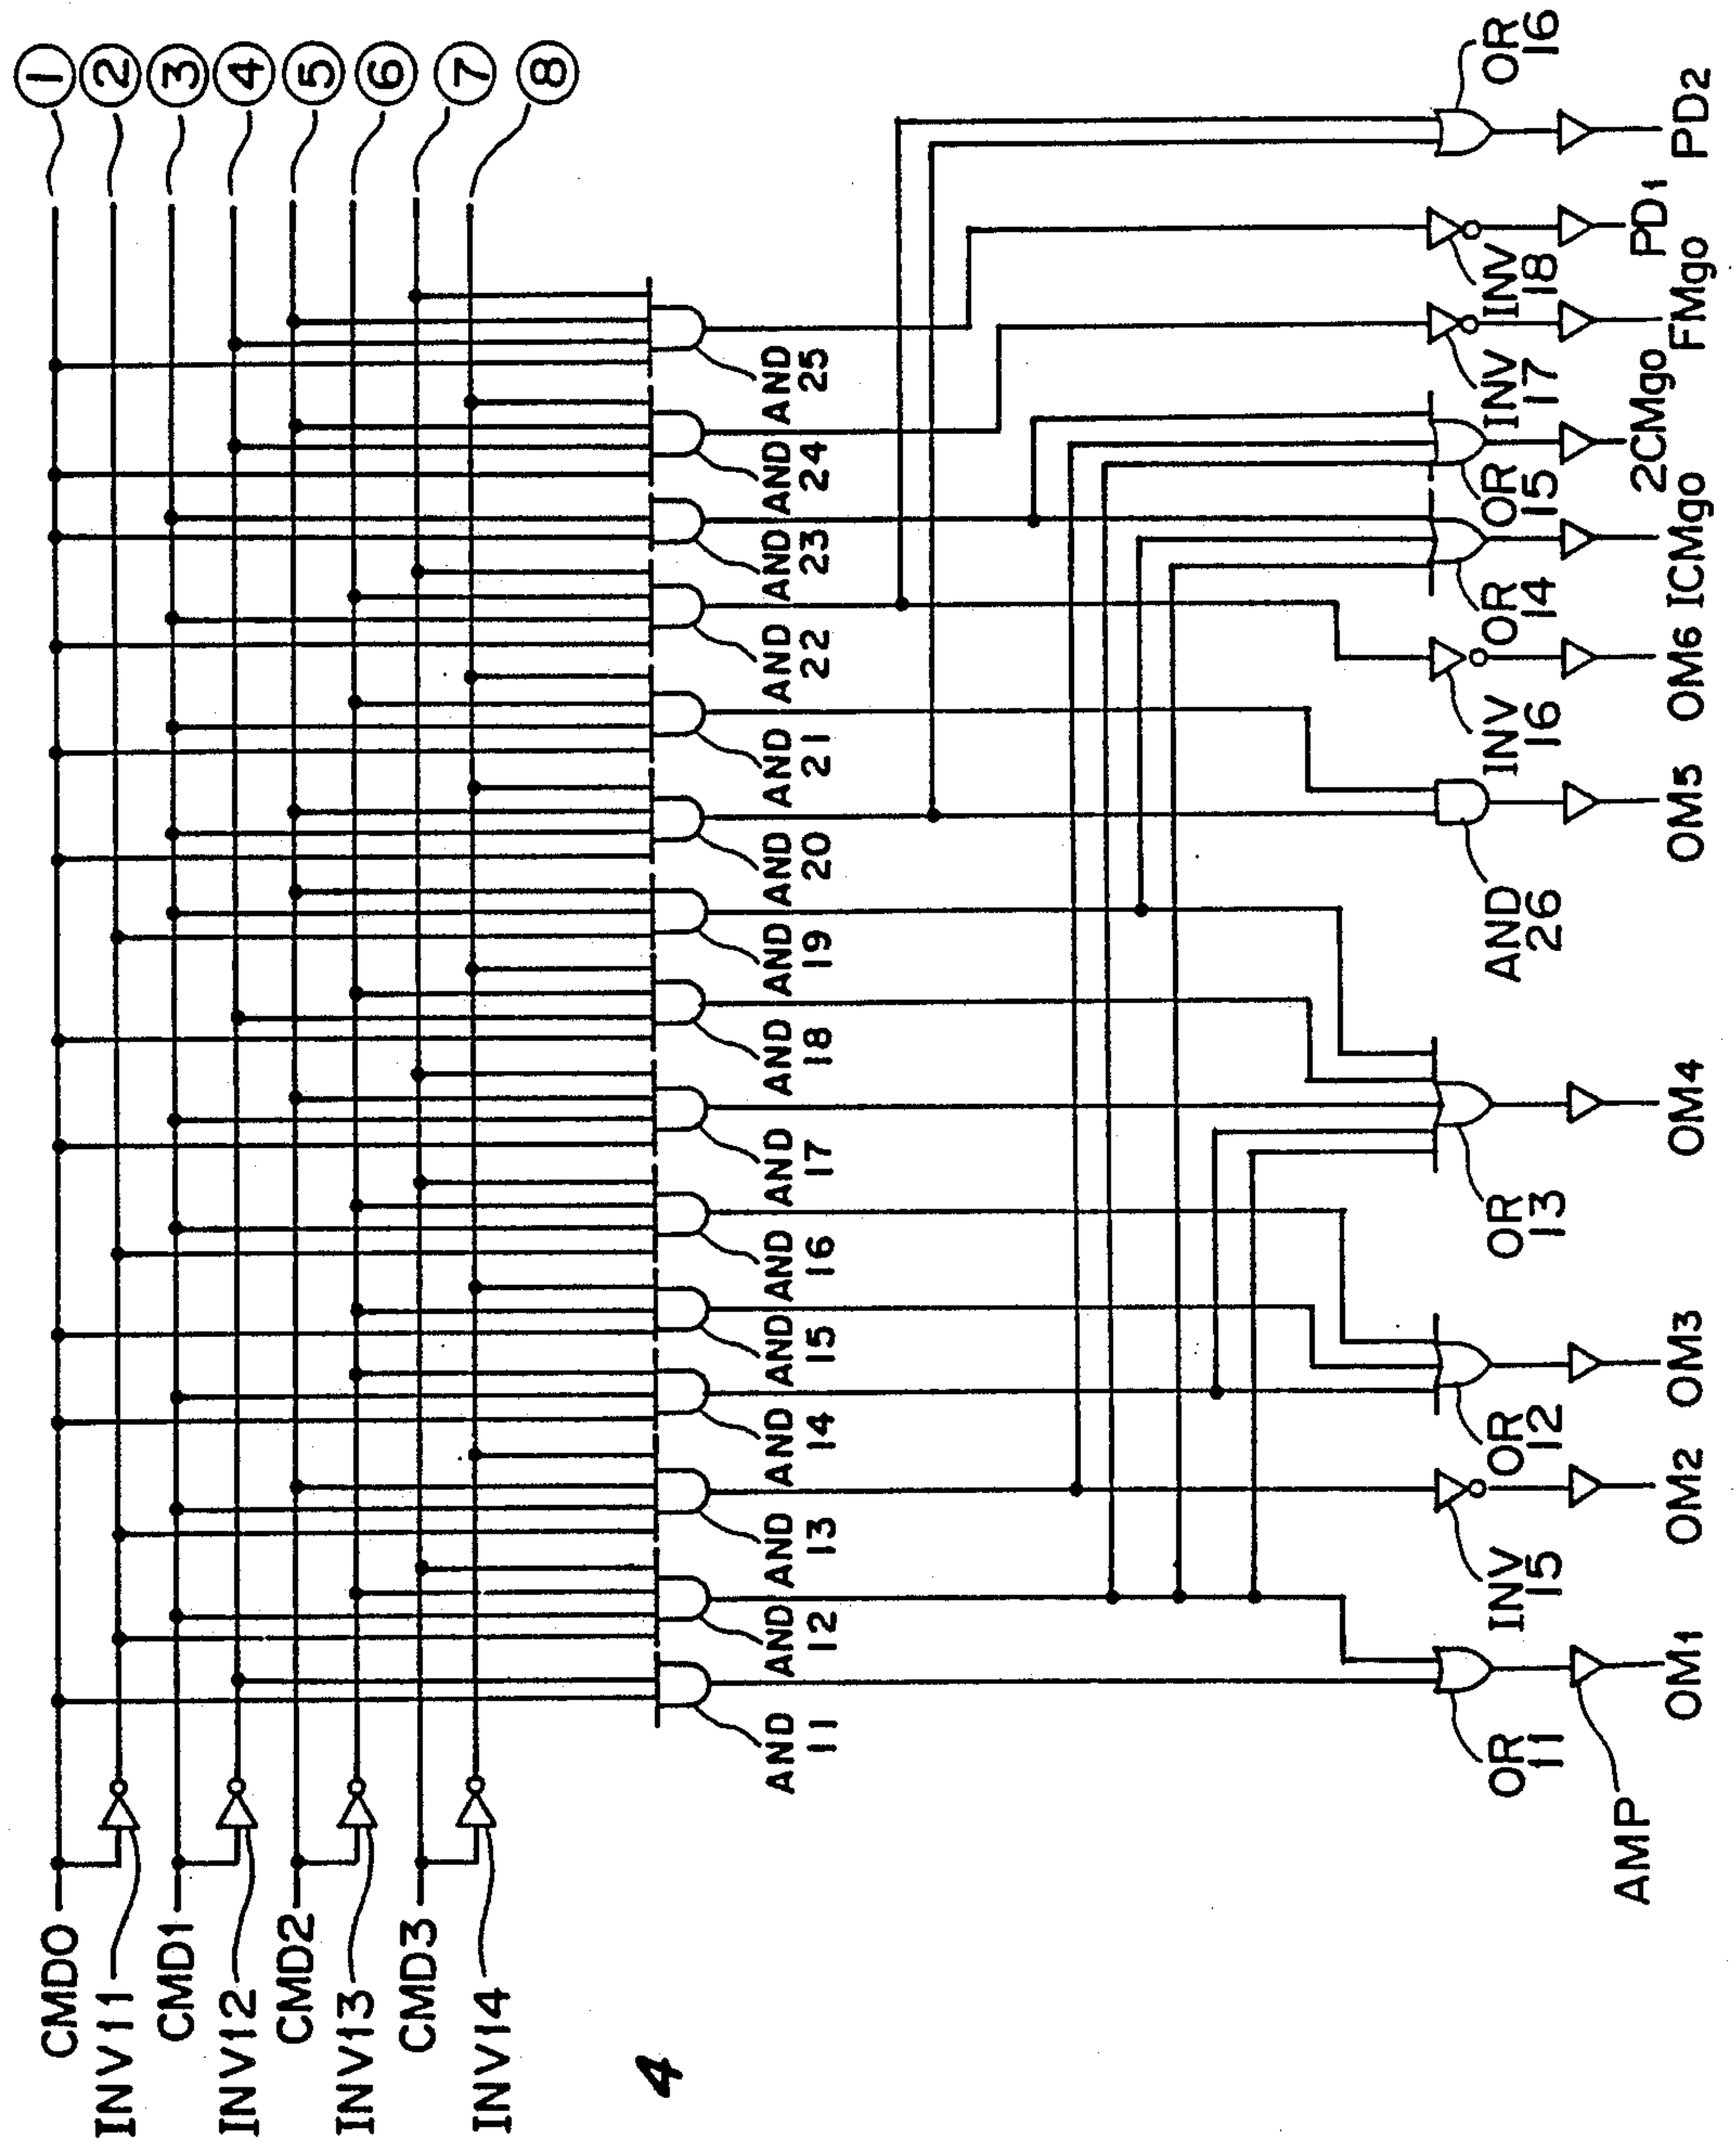 CMD0
INV11
CMD1
INV12
CMD2
INV13
CMD3
INV14
①
②
③
④
⑤
⑥
⑦
⑧
4
AND
11
AND
12
AND
13
AND
14
AND
15
AND
16
AND
17
AND
18
AND
19
AND
20
AND
21
AND
22
AND
23
AND
24
AND
25
OR
11
INV
15
OR
12
OR
13
AND
26
INV
16
OR
14
OR
15
INV
17
INV
18
OR
16
AMP
OM1
OM2
OM3
OM4
OM5
OM6
ICMgo
2CMgo
FMgo
PD1
PD2